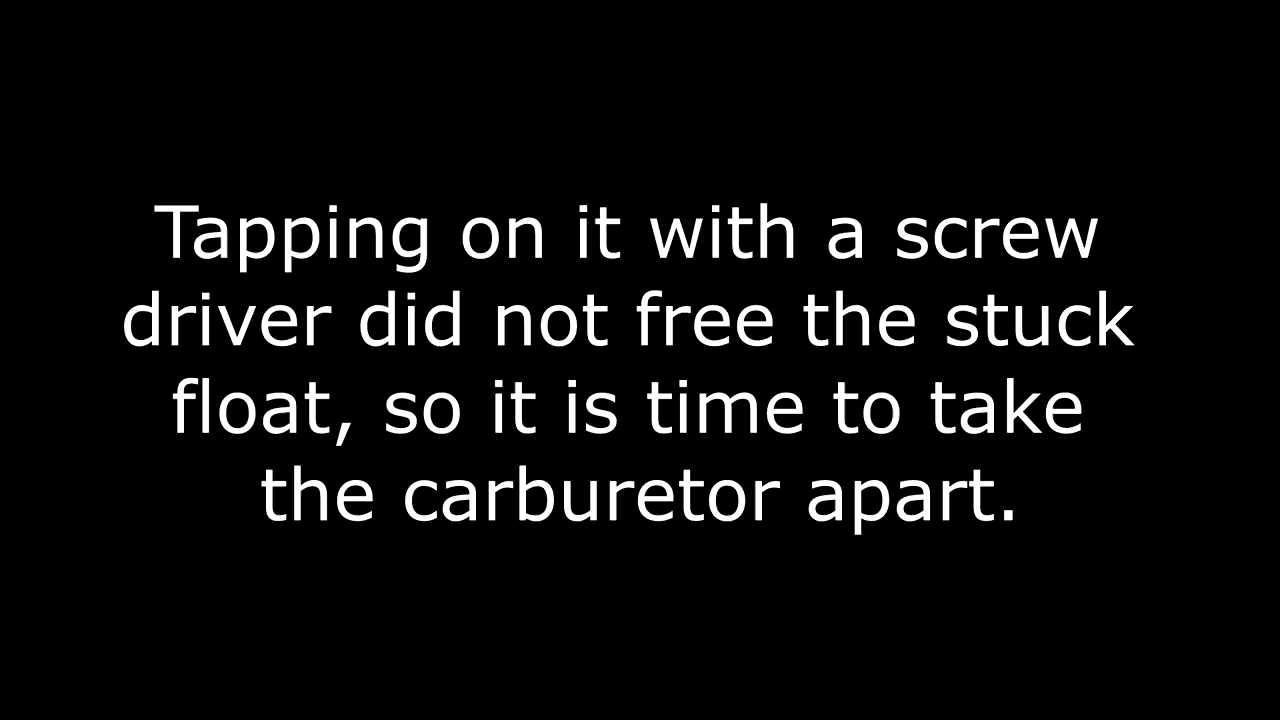 Tapping on it with a screw
driver did not free the stuck
float, so it is time to take
the carburetor apart.